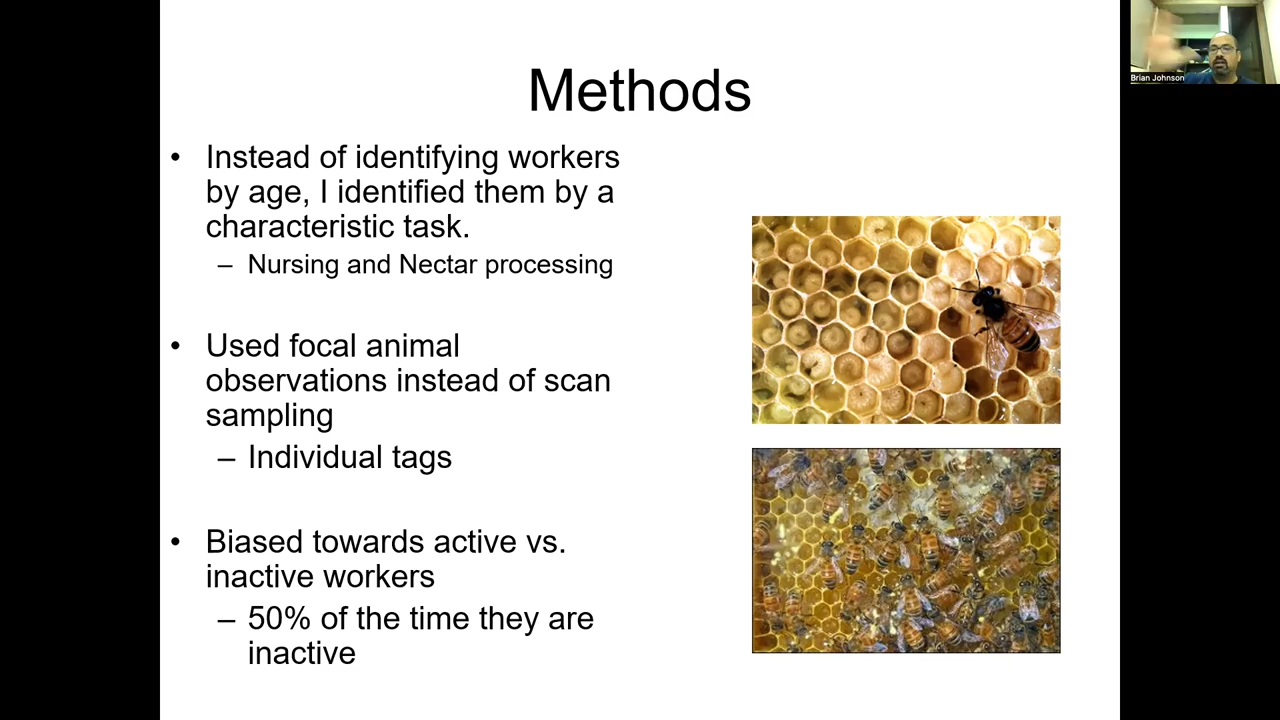 Methods
• Instead of identifying workers
by age, I identified them by a
characteristic task.
– Nursing and Nectar processing
• Used focal animal
observations instead of scan
sampling
– Individual tags
• Biased towards active vs.
inactive workers
– 50% of the time they are
inactive
Brian Johnson